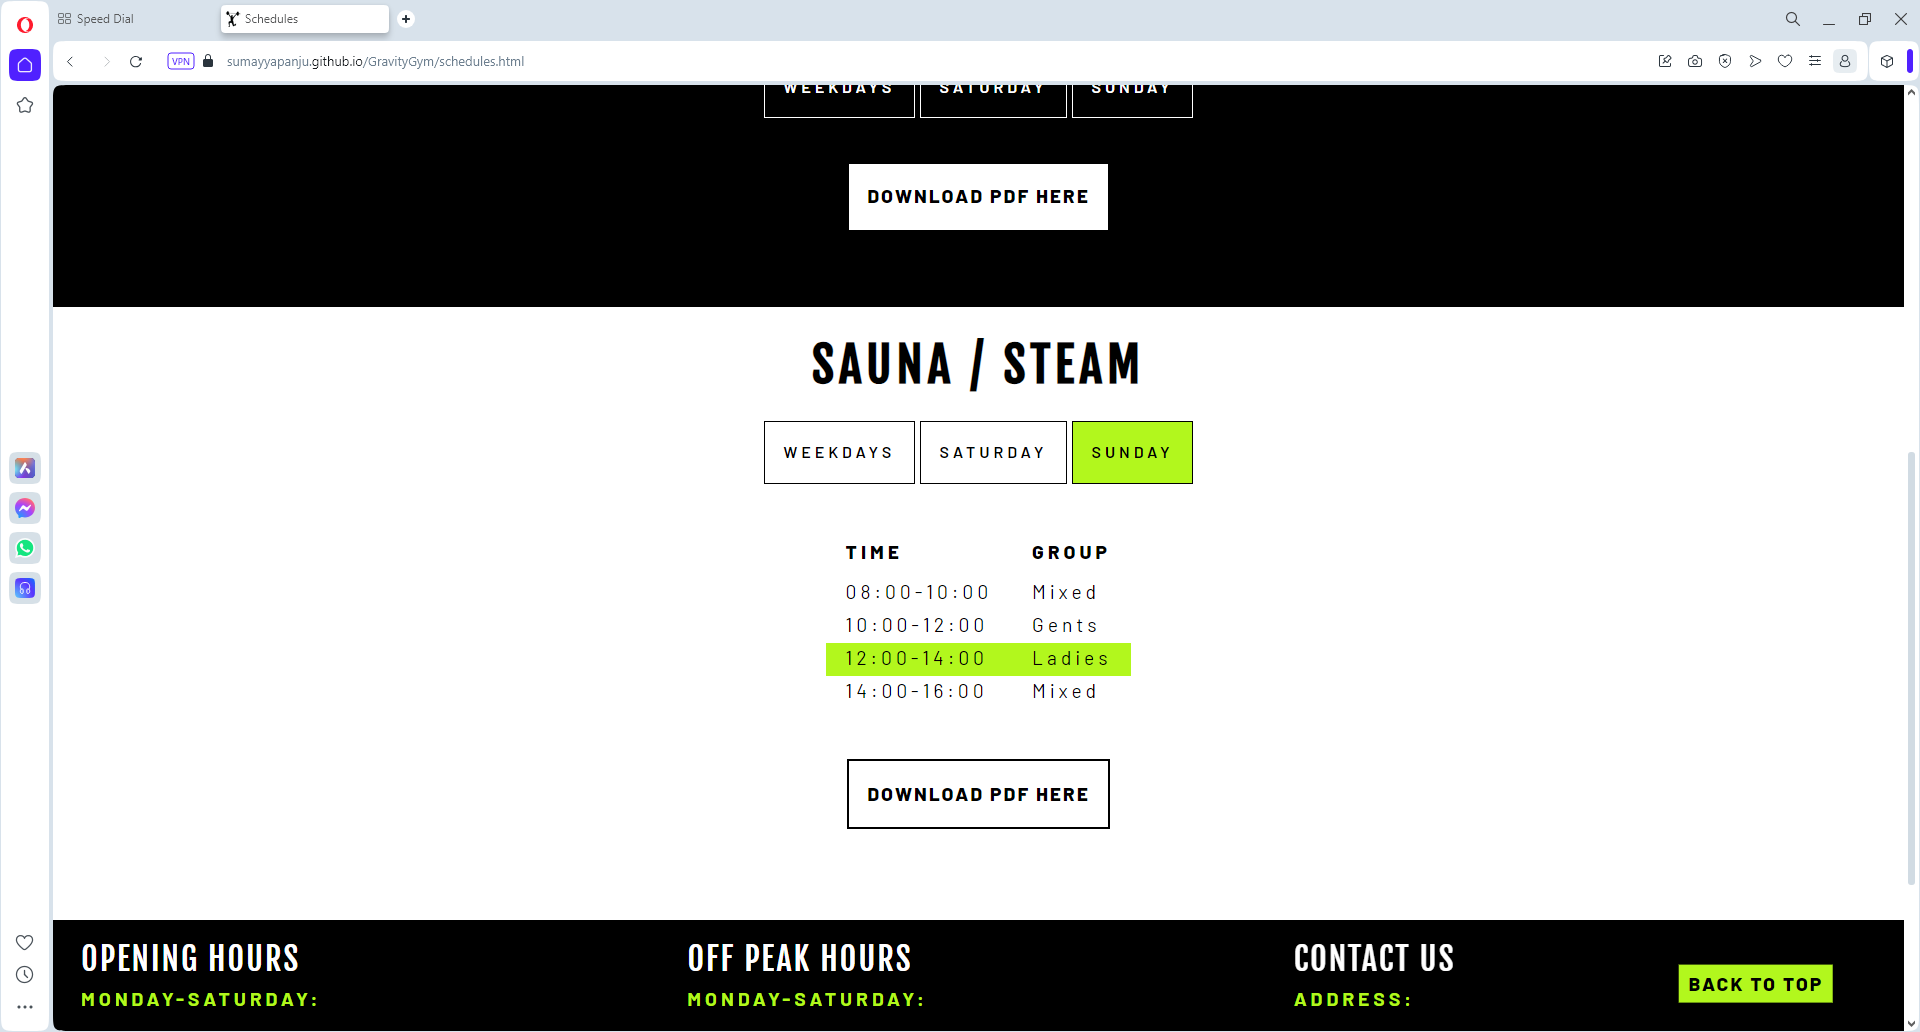 Speed Dial
Schedules
VPN
sumayyapanju.github.io/GravityGym/schedules.html
WEEKDAYS SATURDAY SUNDAY
DOWNLOAD PDF HERE
SAUNA / STEAM
WEEKDAYS SATURDAY SUNDAY
TIME GROUP
08:00-10:00 Mixed
10:00-12:00 Gents
12:00-14:00 Ladies
14:00-16:00 Mixed
DOWNLOAD PDF HERE
OPENING HOURS
MONDAY-SATURDAY:
OFF PEAK HOURS
MONDAY-SATURDAY:
CONTACT US
ADDRESS:
BACK TO TOP